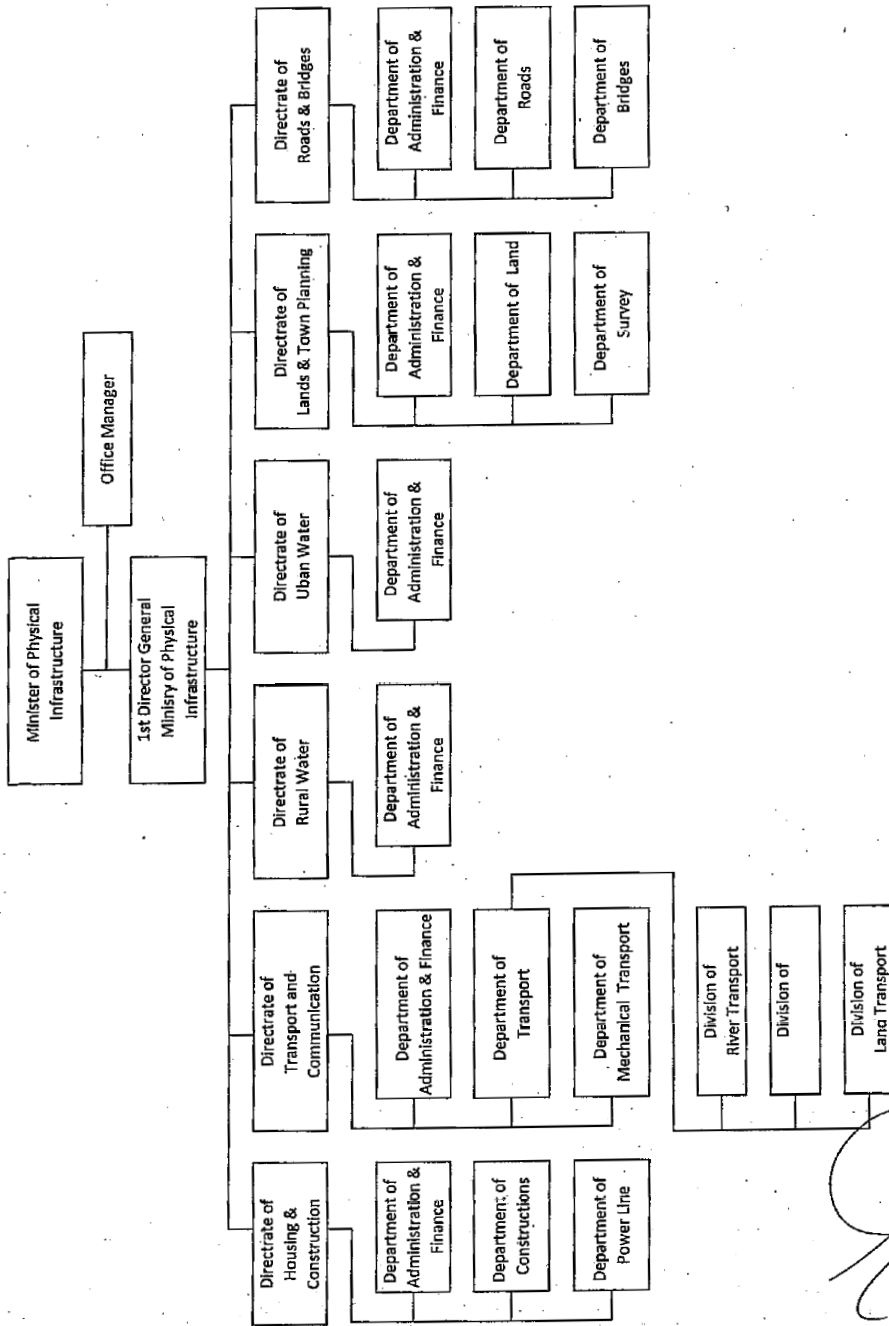 Minister of Physical
Infrastructure
Office Manager
1st Director General
Minisry of Physical
Infrastructure
Directrate of
Housing &
Construction
Directrate of
Transport and
Communication
Directrate of
Rural Water
Directrate of
Uban Water
Directrate of
Lands & Town Planning
Directrate of
Roads & Bridges
Department of
Administration &
Finance
Department of
Administration & Finance
Department of
Administration &
Finance
Department of
Administration &
Finance
Department of
Administration &
Finance
Department of
Administration &
Finance
Department of
Constructions
Department of
Transport
Department of Land
Department of
Roads
Department of
Power Line
Department of
Mechanical Transport
Department of
Survey
Department of
Bridges
Division of
River Transport
Division of
Division of
Land Transport